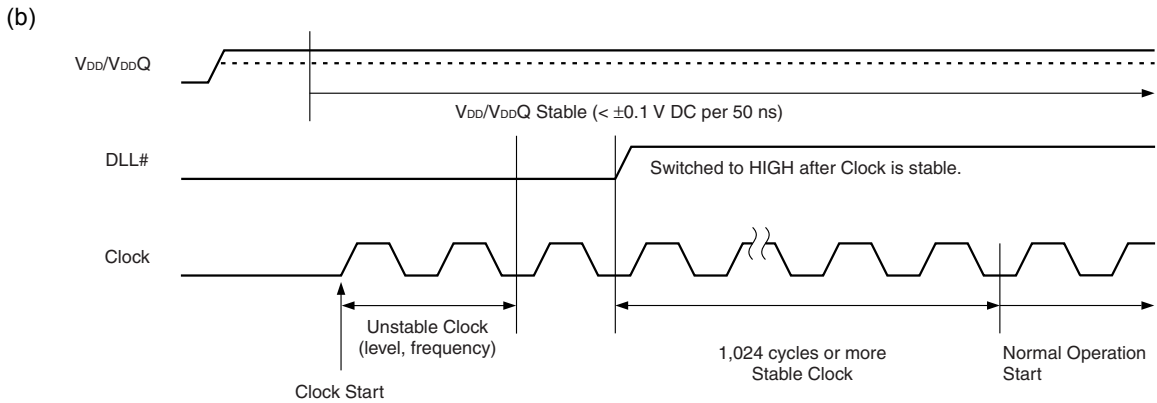 (b)
VDD/VDDQ
VDD/VDDQ Stable (< ±0.1 V DC per 50 ns)
DLL#
Switched to HIGH after Clock is stable.
Clock
Unstable Clock
(level, frequency)
1,024 cycles or more
Stable Clock
Normal Operation
Start
Clock Start